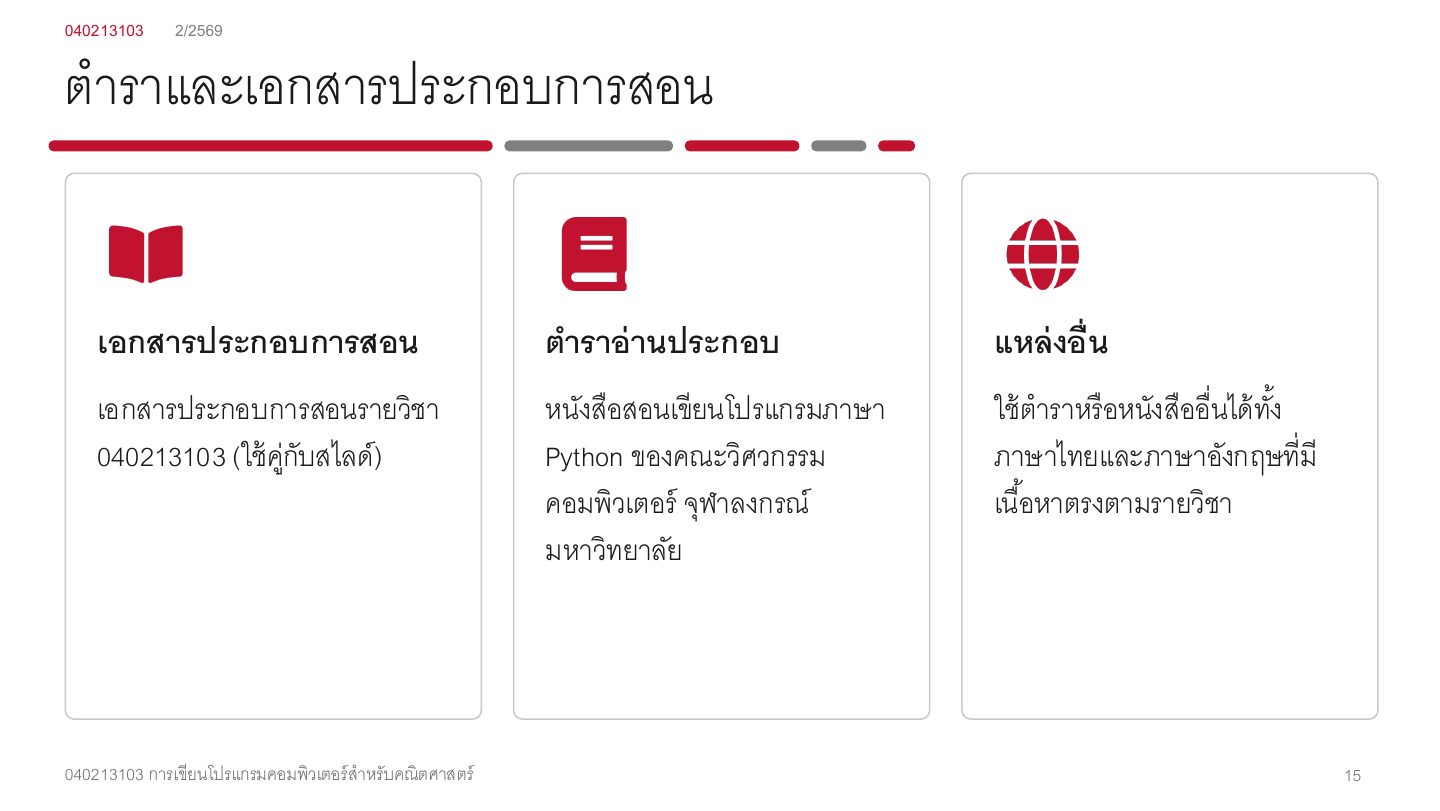 040213103 2/2569
ตำราและเอกสารประกอบการสอน
เอกสารประกอบการสอน
เอกสารประกอบการสอนรายวิชา
040213103 (ใช้คู่กับสไลด์)
ตำราอ่านประกอบ
หนังสือสอนเขียนโปรแกรมภาษา
Python ของคณะวิศวกรรม
คอมพิวเตอร์ จุฬาลงกรณ์
มหาวิทยาลัย
แหล่งอื่น
ใช้ตำราหรือหนังสืออื่นได้ทั้ง
ภาษาไทยและภาษาอังกฤษที่มี
เนื้อหาตรงตามรายวิชา
040213103 การเขียนโปรแกรมคอมพิวเตอร์สำหรับคณิตศาสตร์
15